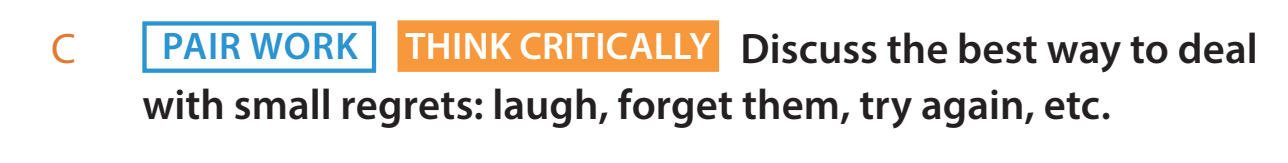 C PAIR WORK THINK CRITICALLY Discuss the best way to deal
with small regrets: laugh, forget them, try again, etc.